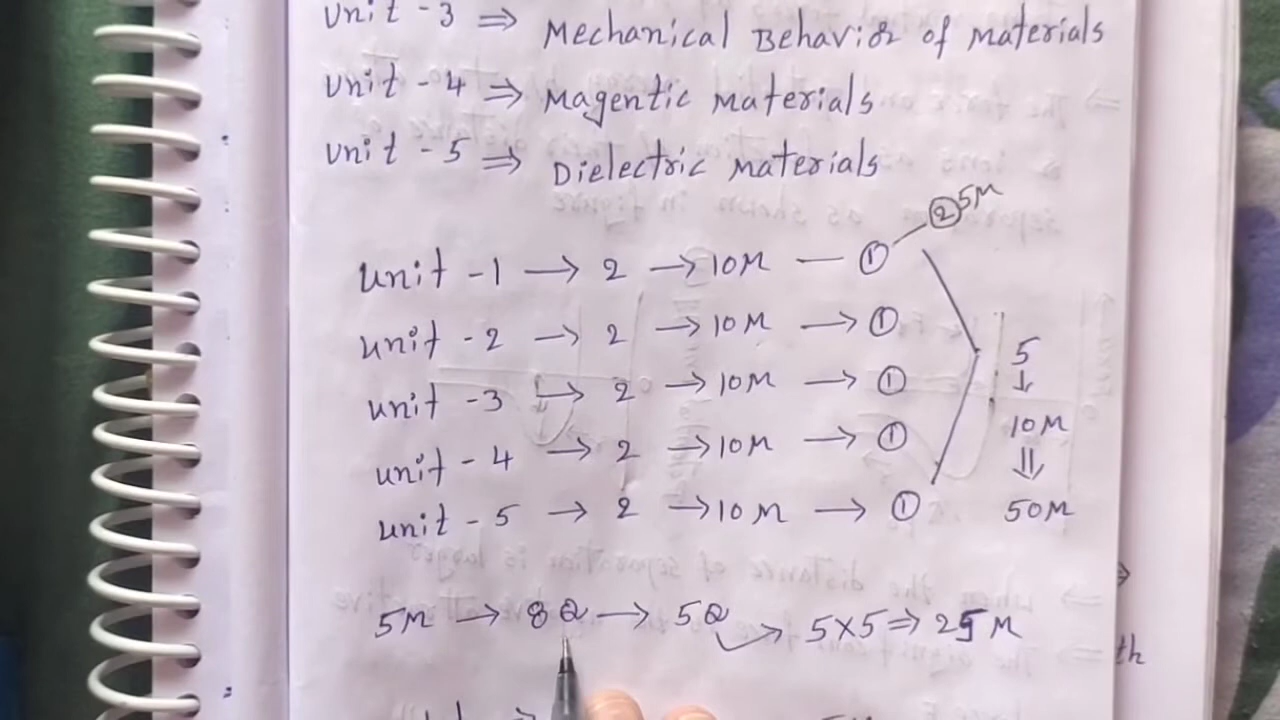 Unit - 3 ⇒ Mechanical Behavior of Materials
Unit - 4 ⇒ Magentic Materials
Unit - 5 ⇒ Dielectric Materials
② 5M
unit - 1 → 2 → 10M — ①
unit - 2 → 2 → 10M → ①
unit - 3 → 2 → 10M → ①
unit - 4 → 2 → 10M → ①
unit - 5 → 2 → 10M → ①
5
↓
10M
⇓
50M
5M → 8Q → 5Q → 5×5 ⇒ 25M
th